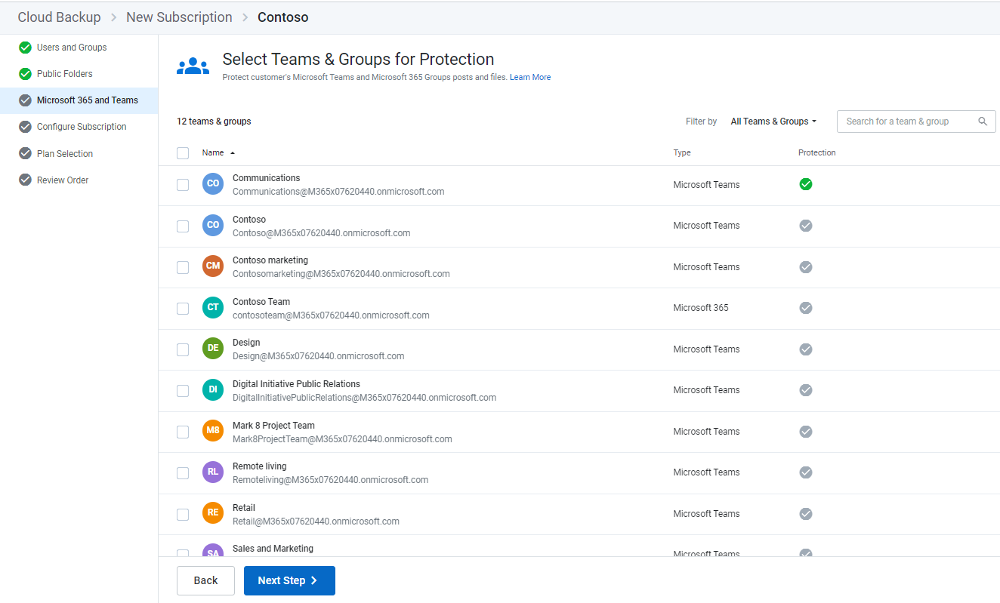 Cloud Backup > New Subscription > Contoso
Users and Groups
Public Folders
Microsoft 365 and Teams
Configure Subscription
Plan Selection
Review Order
Select Teams & Groups for Protection
Protect customer's Microsoft Teams and Microsoft 365 Groups posts and files. Learn More
12 teams & groups
Filter by All Teams & Groups
Search for a team & group
Name Type Protection
CO Communications Microsoft Teams
Communications@M365x07620440.onmicrosoft.com
CO Contoso Microsoft Teams
Contoso@M365x07620440.onmicrosoft.com
CM Contoso marketing Microsoft Teams
Contosomarketing@M365x07620440.onmicrosoft.com
CT Contoso Team Microsoft 365
contosoteam@M365x07620440.onmicrosoft.com
DE Design Microsoft Teams
Design@M365x07620440.onmicrosoft.com
DI Digital Initiative Public Relations Microsoft Teams
DigitalInitiativePublicRelations@M365x07620440.onmicrosoft.com
M8 Mark 8 Project Team Microsoft Teams
Mark8ProjectTeam@M365x07620440.onmicrosoft.com
RL Remote living Microsoft Teams
Remoteliving@M365x07620440.onmicrosoft.com
RE Retail Microsoft Teams
Retail@M365x07620440.onmicrosoft.com
SA Sales and Marketing Microsoft Teams
Back
Next Step